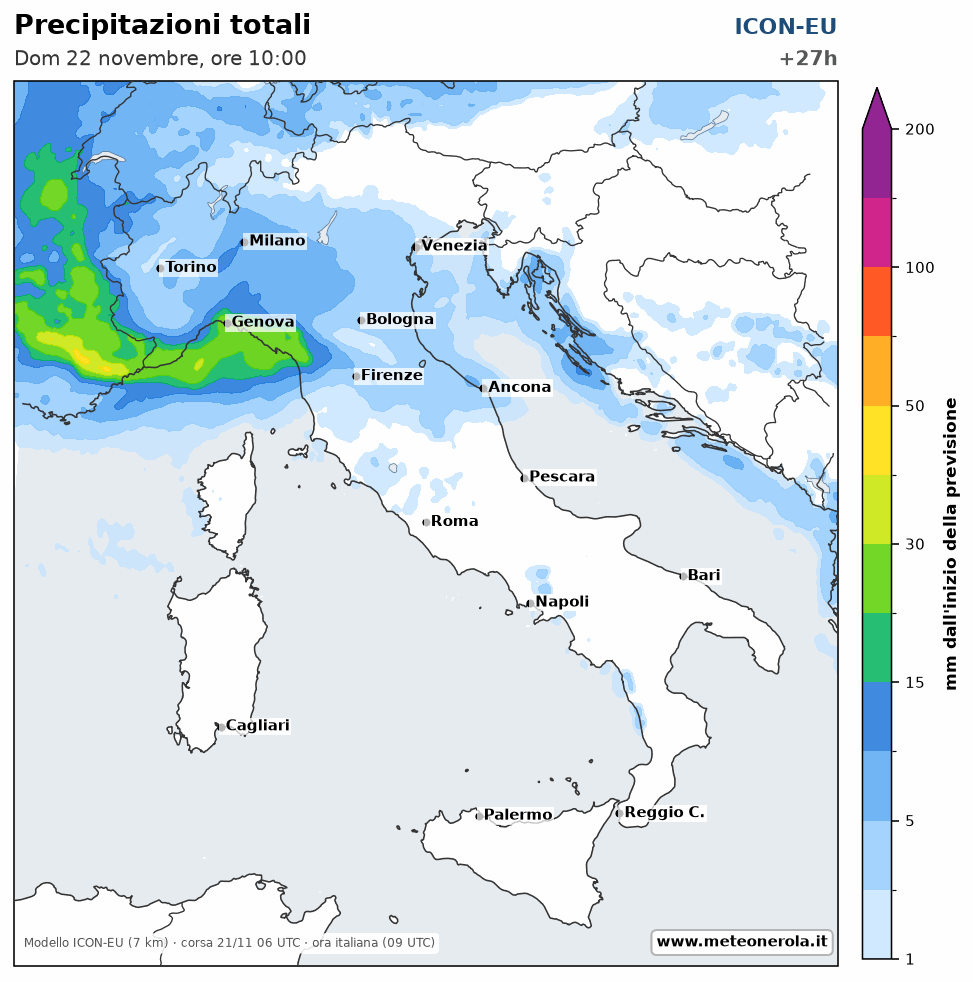 Precipitazioni totali
ICON-EU
Dom 22 novembre, ore 10:00
+27h
200
100
50
30
15
5
1
mm dall'inizio della previsione
Milano
Venezia
Torino
Genova
Bologna
Firenze
Ancona
Pescara
Roma
Bari
Napoli
Cagliari
Palermo
Reggio C.
Modello ICON-EU (7 km) · corsa 21/11 06 UTC · ora italiana (09 UTC)
www.meteonerola.it